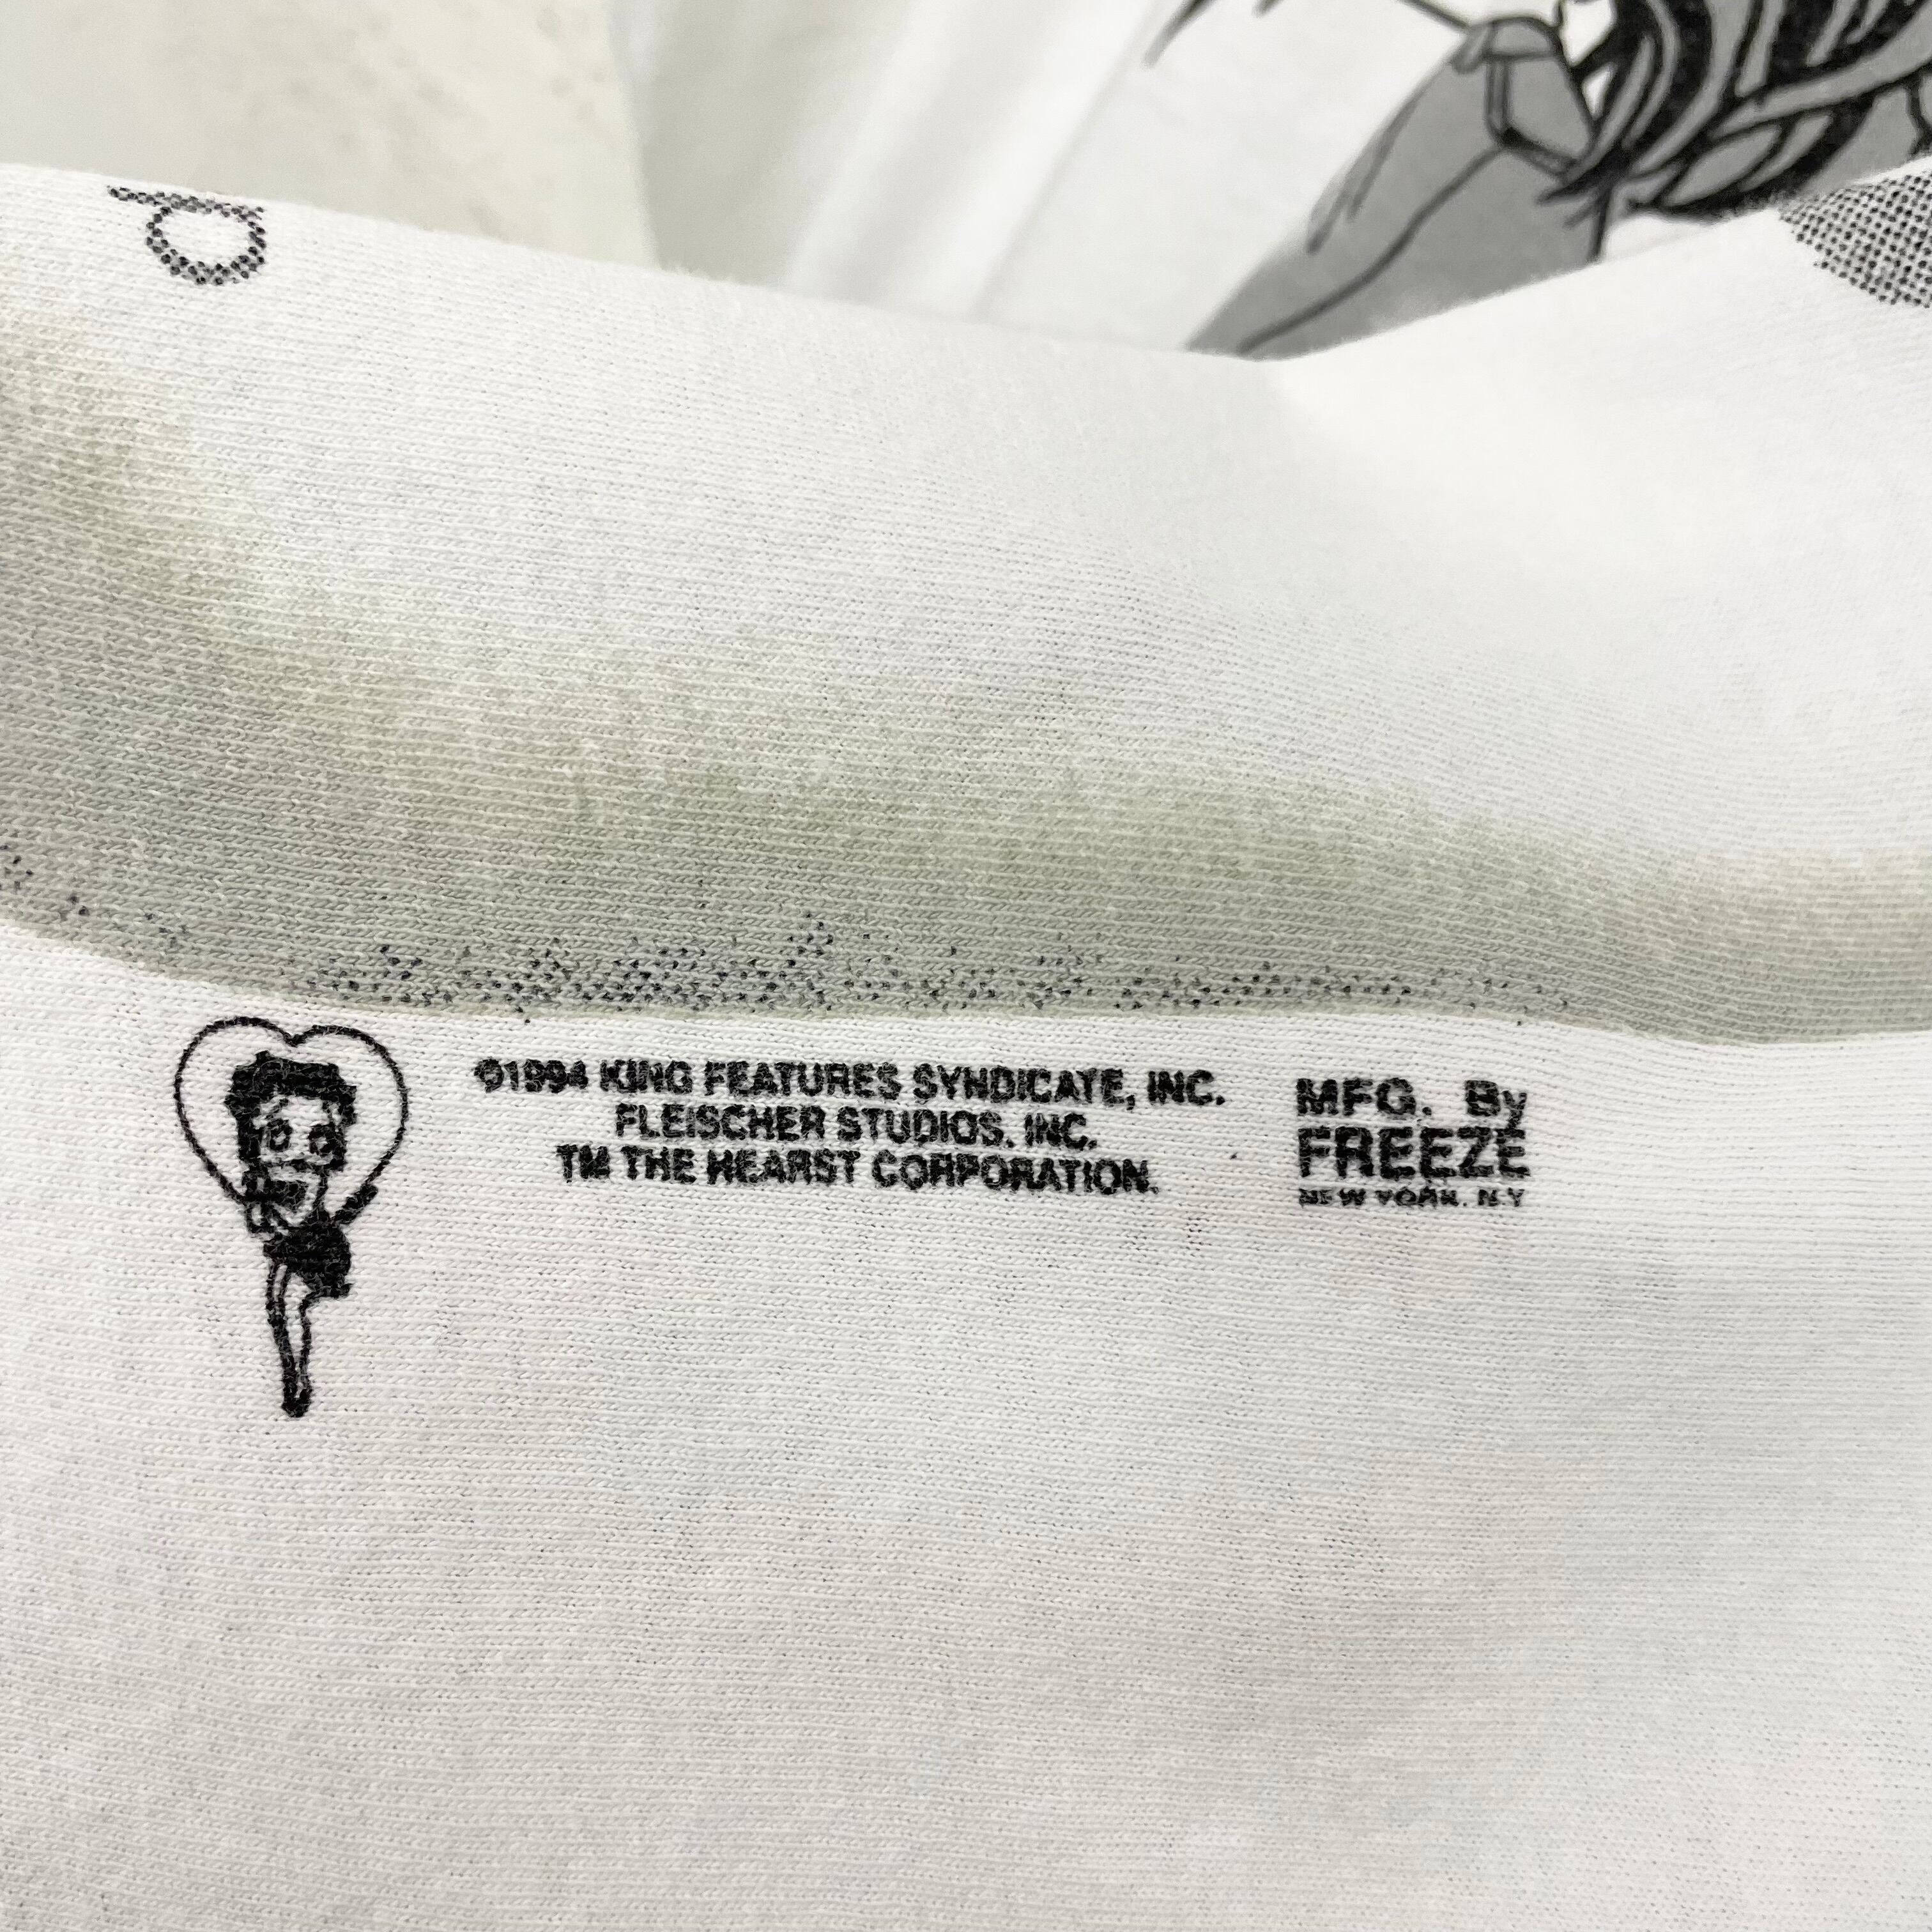 ©1994 KING FEATURES SYNDICATE, INC.
FLEISCHER STUDIOS, INC.
TM THE HEARST CORPORATION.
MFG. By
FREEZE
NEW YORK, N.Y